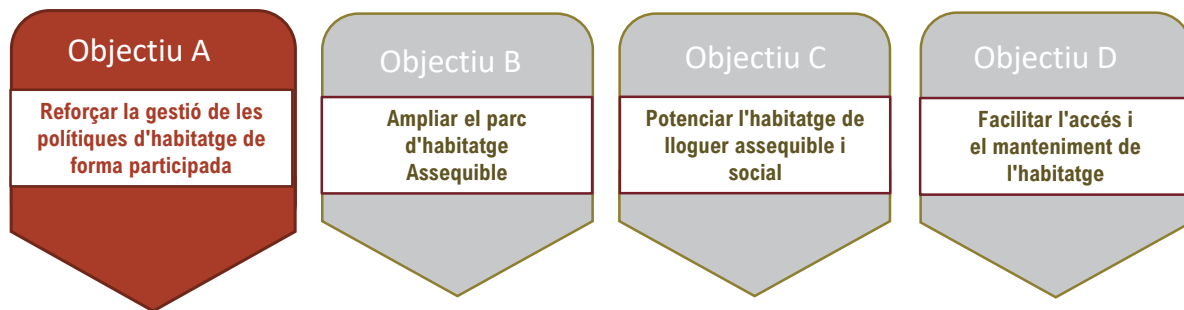 Objectiu A
Reforçar la gestió de les
polítiques d'habitatge de
forma participada
Objectiu B
Ampliar el parc
d'habitatge
Assequible
Objectiu C
Potenciar l'habitatge de
lloguer assequible i
social
Objectiu D
Facilitar l'accés i
el manteniment de
l'habitatge